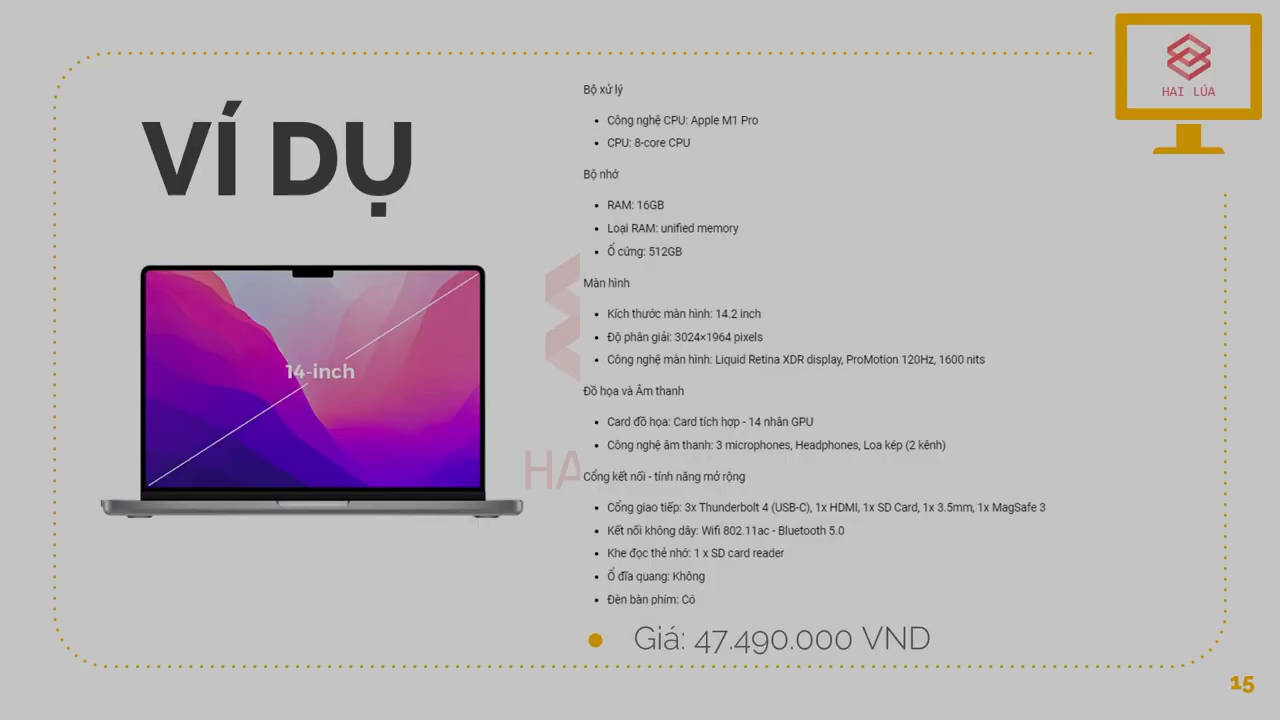 HAI LÚA
VÍ DỤ
14-inch
Bộ xử lý
Công nghệ CPU: Apple M1 Pro
CPU: 8-core CPU
Bộ nhớ
RAM: 16GB
Loại RAM: unified memory
Ổ cứng: 512GB
Màn hình
Kích thước màn hình: 14.2 inch
Độ phân giải: 3024×1964 pixels
Công nghệ màn hình: Liquid Retina XDR display, ProMotion 120Hz, 1600 nits
Đồ họa và Âm thanh
Card đồ họa: Card tích hợp - 14 nhân GPU
Công nghệ âm thanh: 3 microphones, Headphones, Loa kép (2 kênh)
HA
Cổng kết nối - tính năng mở rộng
Cổng giao tiếp: 3x Thunderbolt 4 (USB-C), 1x HDMI, 1x SD Card, 1x 3.5mm, 1x MagSafe 3
Kết nối không dây: Wifi 802.11ac - Bluetooth 5.0
Khe đọc thẻ nhớ: 1 x SD card reader
Ổ đĩa quang: Không
Đèn bàn phím: Có
Giá: 47.490.000 VND
15